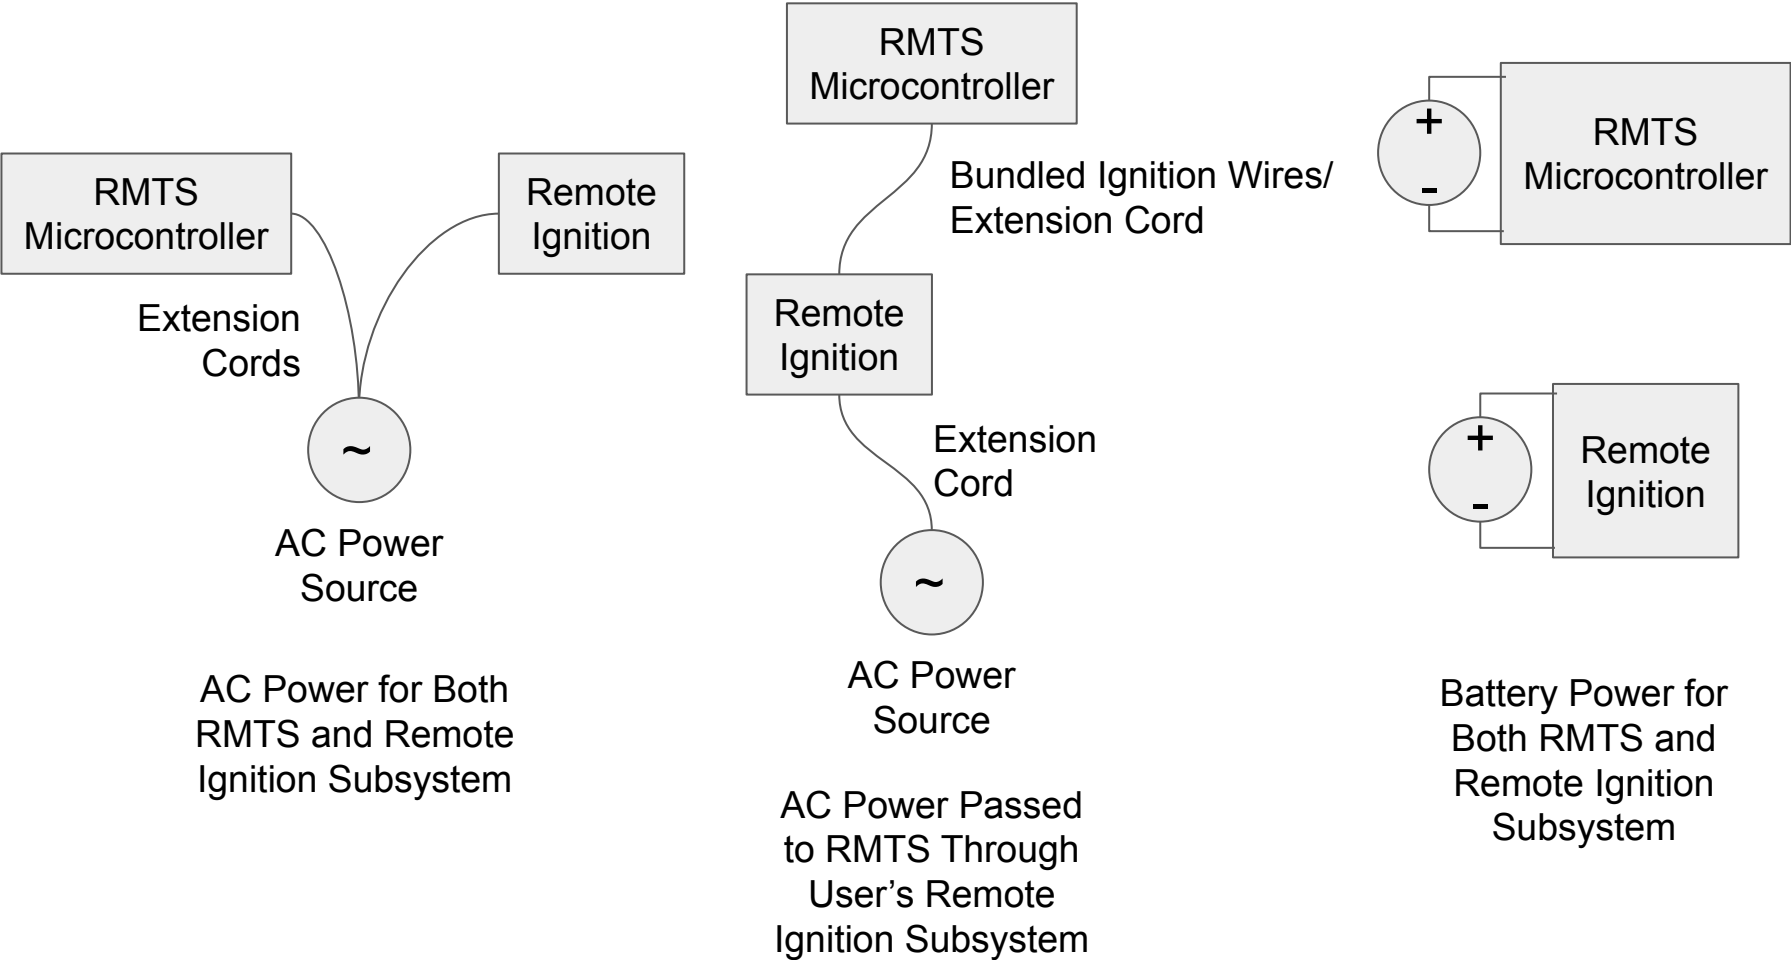 RMTS
Microcontroller
Remote
Ignition
Extension
Cords
~
AC Power
Source
AC Power for Both
RMTS and Remote
Ignition Subsystem
RMTS
Microcontroller
Bundled Ignition Wires/
Extension Cord
Remote
Ignition
Extension
Cord
~
AC Power
Source
AC Power Passed
to RMTS Through
User’s Remote
Ignition Subsystem
+
-
RMTS
Microcontroller
+
-
Remote
Ignition
Battery Power for
Both RMTS and
Remote Ignition
Subsystem